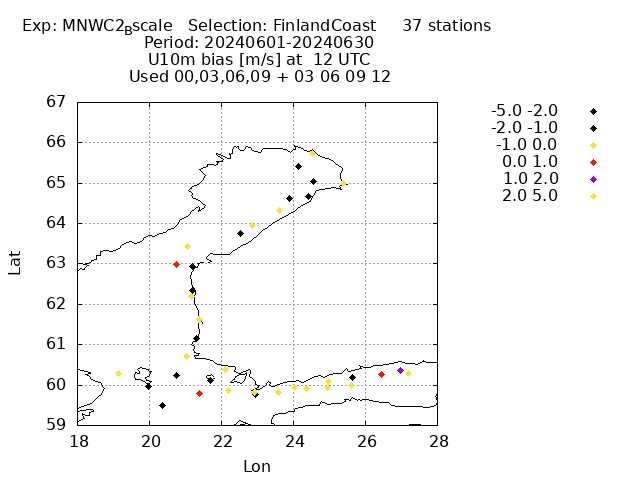 Exp: MNWC2Bscale   Selection: FinlandCoast     37 stations
Period: 20240601-20240630
U10m bias [m/s] at  12 UTC
Used 00,03,06,09 + 03 06 09 12
-5.0 -2.0
-2.0 -1.0
-1.0 0.0
0.0 1.0
1.0 2.0
2.0 5.0
67
66
65
64
63
62
61
60
59
Lat
18 20 22 24 26 28
Lon